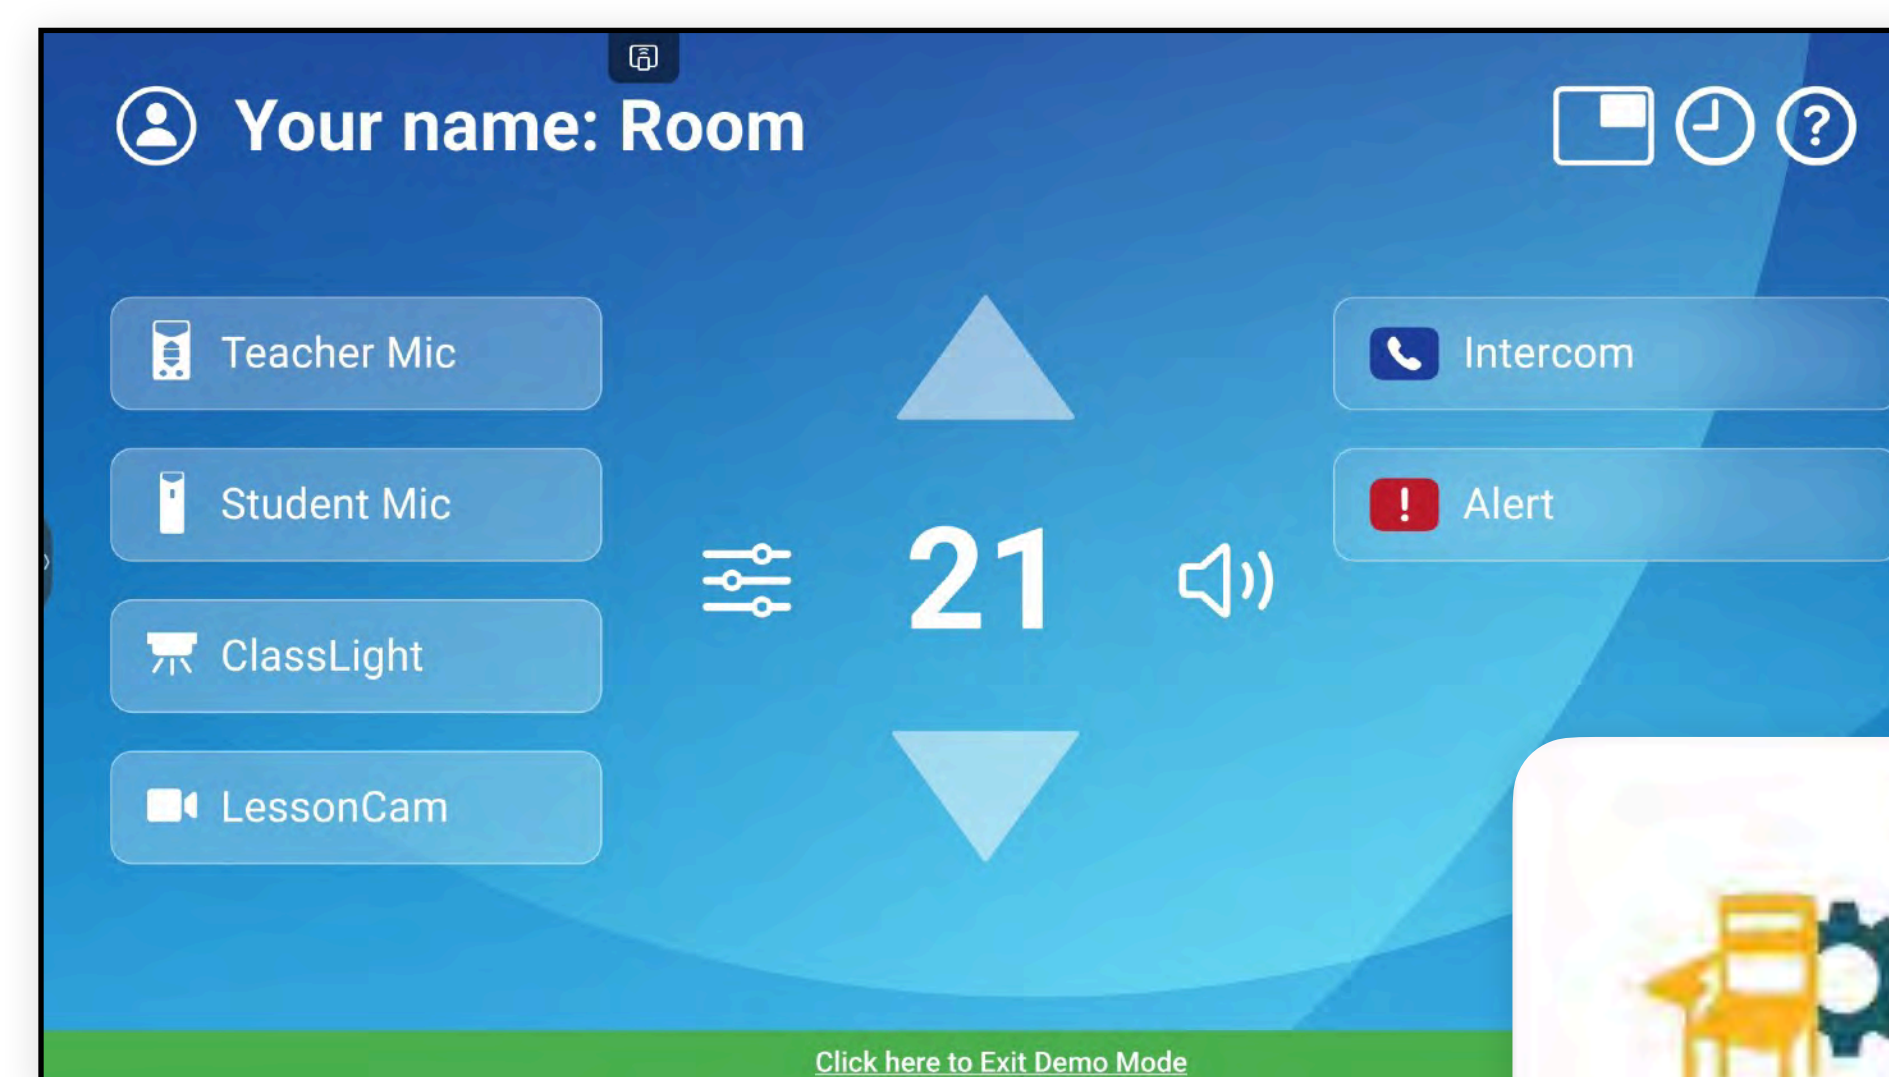 Your name: Room
Teacher Mic
Student Mic
ClassLight
LessonCam
21
Intercom
Alert
Click here to Exit Demo Mode